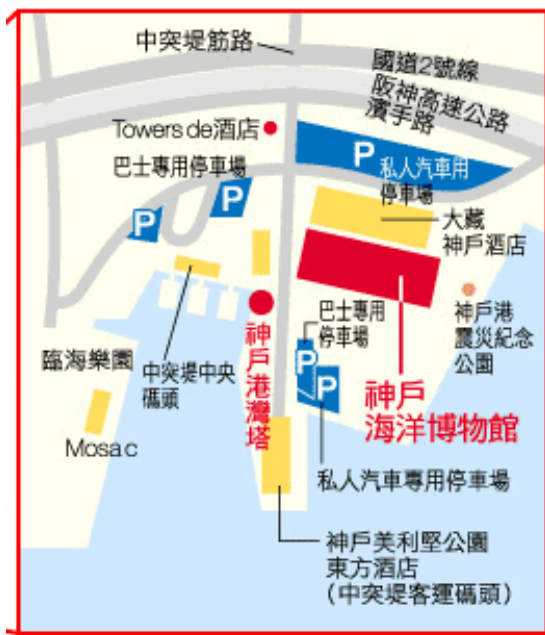 中突堤筋路
國道2號線
阪神高速公路
濱手路
Towers de酒店
巴士專用停車場
P
私人汽車用
停車場
P
P
大藏
神戶酒店
巴士專用
停車場
神戶港
震災紀念
公園
臨海樂園
中突堤中央
碼頭
神戶港灣塔
P
P
神戶
海洋博物館
Mosac
私人汽車專用停車場
神戶美利堅公園
東方酒店
（中突堤客運碼頭）